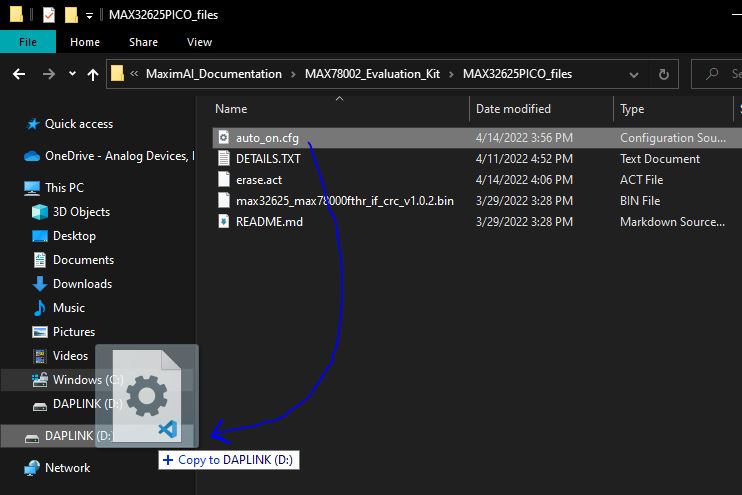 MAX32625PICO_files
File Home Share View
« MaximAI_Documentation > MAX78002_Evaluation_Kit > MAX32625PICO_files
Name Date modified Type
Quick access
auto_on.cfg 4/14/2022 3:56 PM Configuration Sou...
OneDrive - Analog Devices,
DETAILS.TXT 4/11/2022 4:52 PM Text Document
This PC
erase.act 4/14/2022 4:06 PM ACT File
3D Objects
max32625_max78000fthr_if_crc_v1.0.2.bin 3/29/2022 3:28 PM BIN File
Desktop
README.md 3/29/2022 3:28 PM Markdown Source...
Documents
Downloads
Music
Pictures
Videos
Windows (C:)
DAPLINK (D:)
DAPLINK (D:)
+ Copy to DAPLINK (D:)
Network